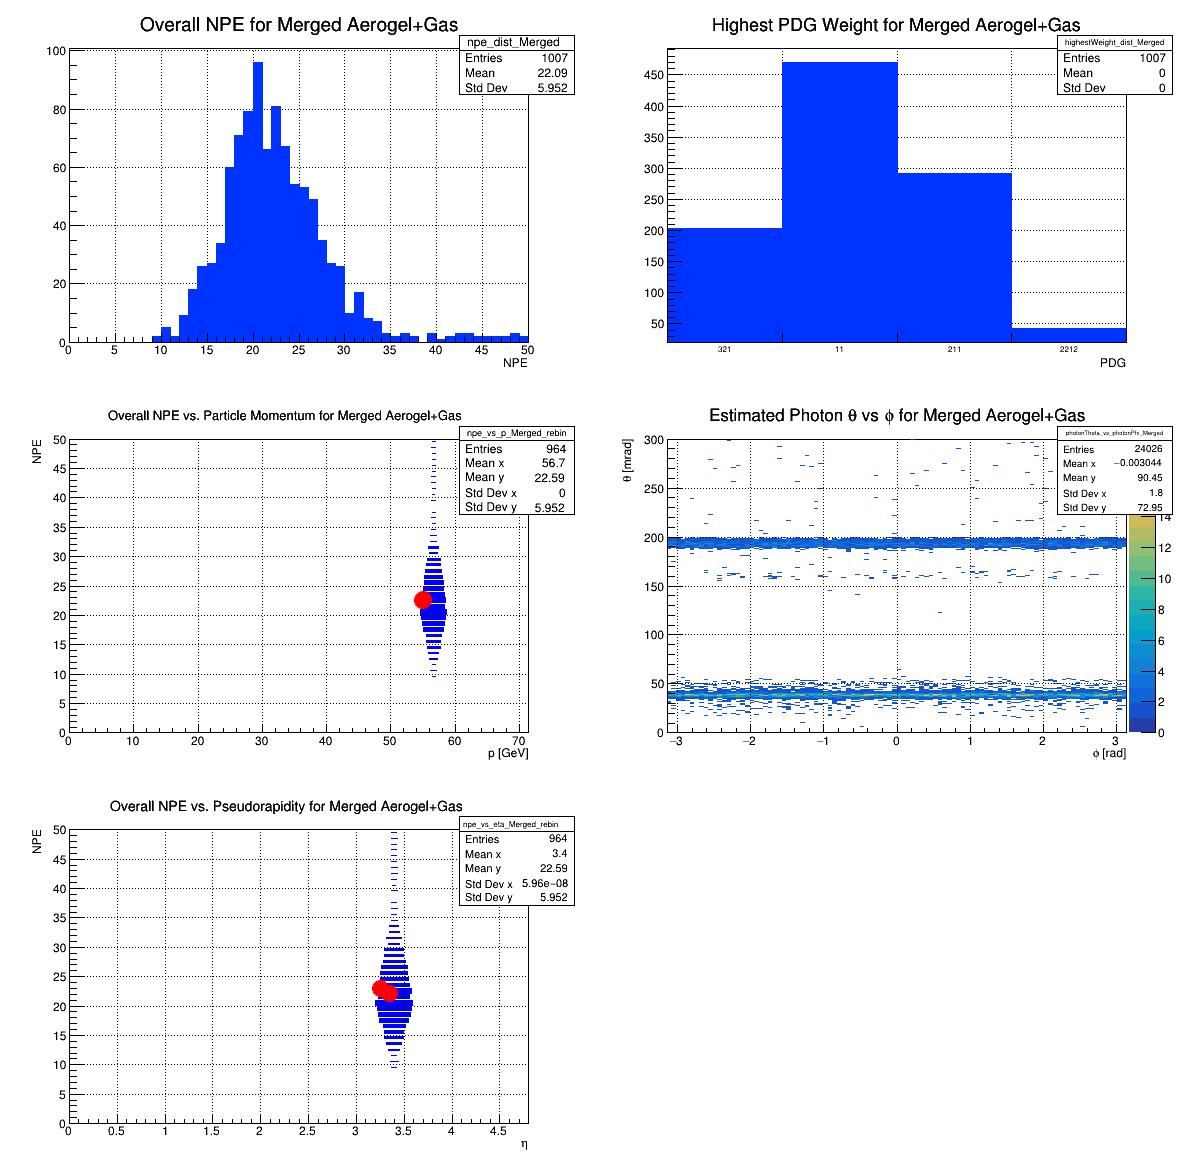 Overall NPE for Merged Aerogel+Gas
npe_dist_Merged
Entries 1007
Mean 22.09
Std Dev 5.952
100
80
60
40
20
0
0 5 10 15 20 25 30 35 40 45 50
NPE
Highest PDG Weight for Merged Aerogel+Gas
highestWeight_dist_Merged
Entries 1007
Mean 0
Std Dev 0
450
400
350
300
250
200
150
100
50
321 11 211 2212
PDG
Overall NPE vs. Particle Momentum for Merged Aerogel+Gas
npe_vs_p_Merged_rebin
Entries 964
Mean x 56.7
Mean y 22.59
Std Dev x 0
Std Dev y 5.952
NPE
50
45
40
35
30
25
20
15
10
5
0
0 10 20 30 40 50 60 70
p [GeV]
Estimated Photon θ vs ϕ for Merged Aerogel+Gas
photonTheta_vs_photonPhi_Merged
Entries 24026
Mean x −0.003044
Mean y 90.45
Std Dev x 1.8
Std Dev y 72.95
θ [mrad]
300
250
200
150
100
50
0
−3 −2 −1 0 1 2 3
ϕ [rad]
14
12
10
8
6
4
2
0
Overall NPE vs. Pseudorapidity for Merged Aerogel+Gas
npe_vs_eta_Merged_rebin
Entries 964
Mean x 3.4
Mean y 22.59
Std Dev x 5.96e−08
Std Dev y 5.952
NPE
50
45
40
35
30
25
20
15
10
5
0
0 0.5 1 1.5 2 2.5 3 3.5 4 4.5
η